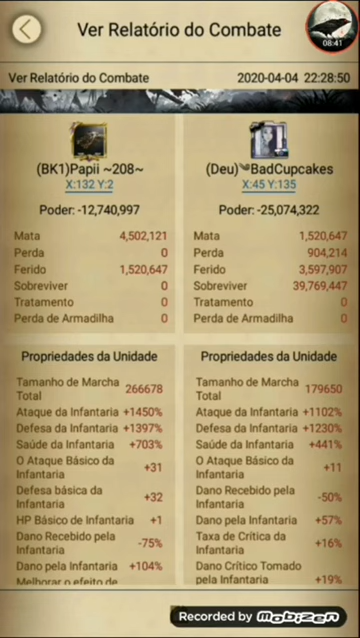 Ver Relatório do Combate
08:41
Ver Relatório do Combate 2020-04-04 22:28:50
(BK1)Papii ~208~
X:132 Y:2
Poder: -12,740,997
Mata 4,502,121
Perda 0
Ferido 1,520,647
Sobreviver 0
Tratamento 0
Perda de Armadilha 0
(Deu)༄BadCupcakes
X:45 Y:135
Poder: -25,074,322
Mata 1,520,647
Perda 904,214
Ferido 3,597,907
Sobreviver 39,769,447
Tratamento 0
Perda de Armadilha 0
Propriedades da Unidade
Tamanho de Marcha
Total 266678
Ataque da Infantaria +1450%
Defesa da Infantaria +1397%
Saúde da Infantaria +703%
O Ataque Básico da
Infantaria +31
Defesa básica da
Infantaria +32
HP Básico de Infantaria +1
Dano Recebido pela
Infantaria -75%
Dano pela Infantaria +104%
Melhorar o efeito de
Propriedades da Unidade
Tamanho de Marcha
Total 179650
Ataque da Infantaria +1102%
Defesa da Infantaria +1230%
Saúde da Infantaria +441%
O Ataque Básico da
Infantaria +11
Dano Recebido pela
Infantaria -50%
Dano pela Infantaria +57%
Taxa de Crítica da
Infantaria +16%
Dano Crítico Tomado
pela Infantaria +19%
Recorded by Mobizen